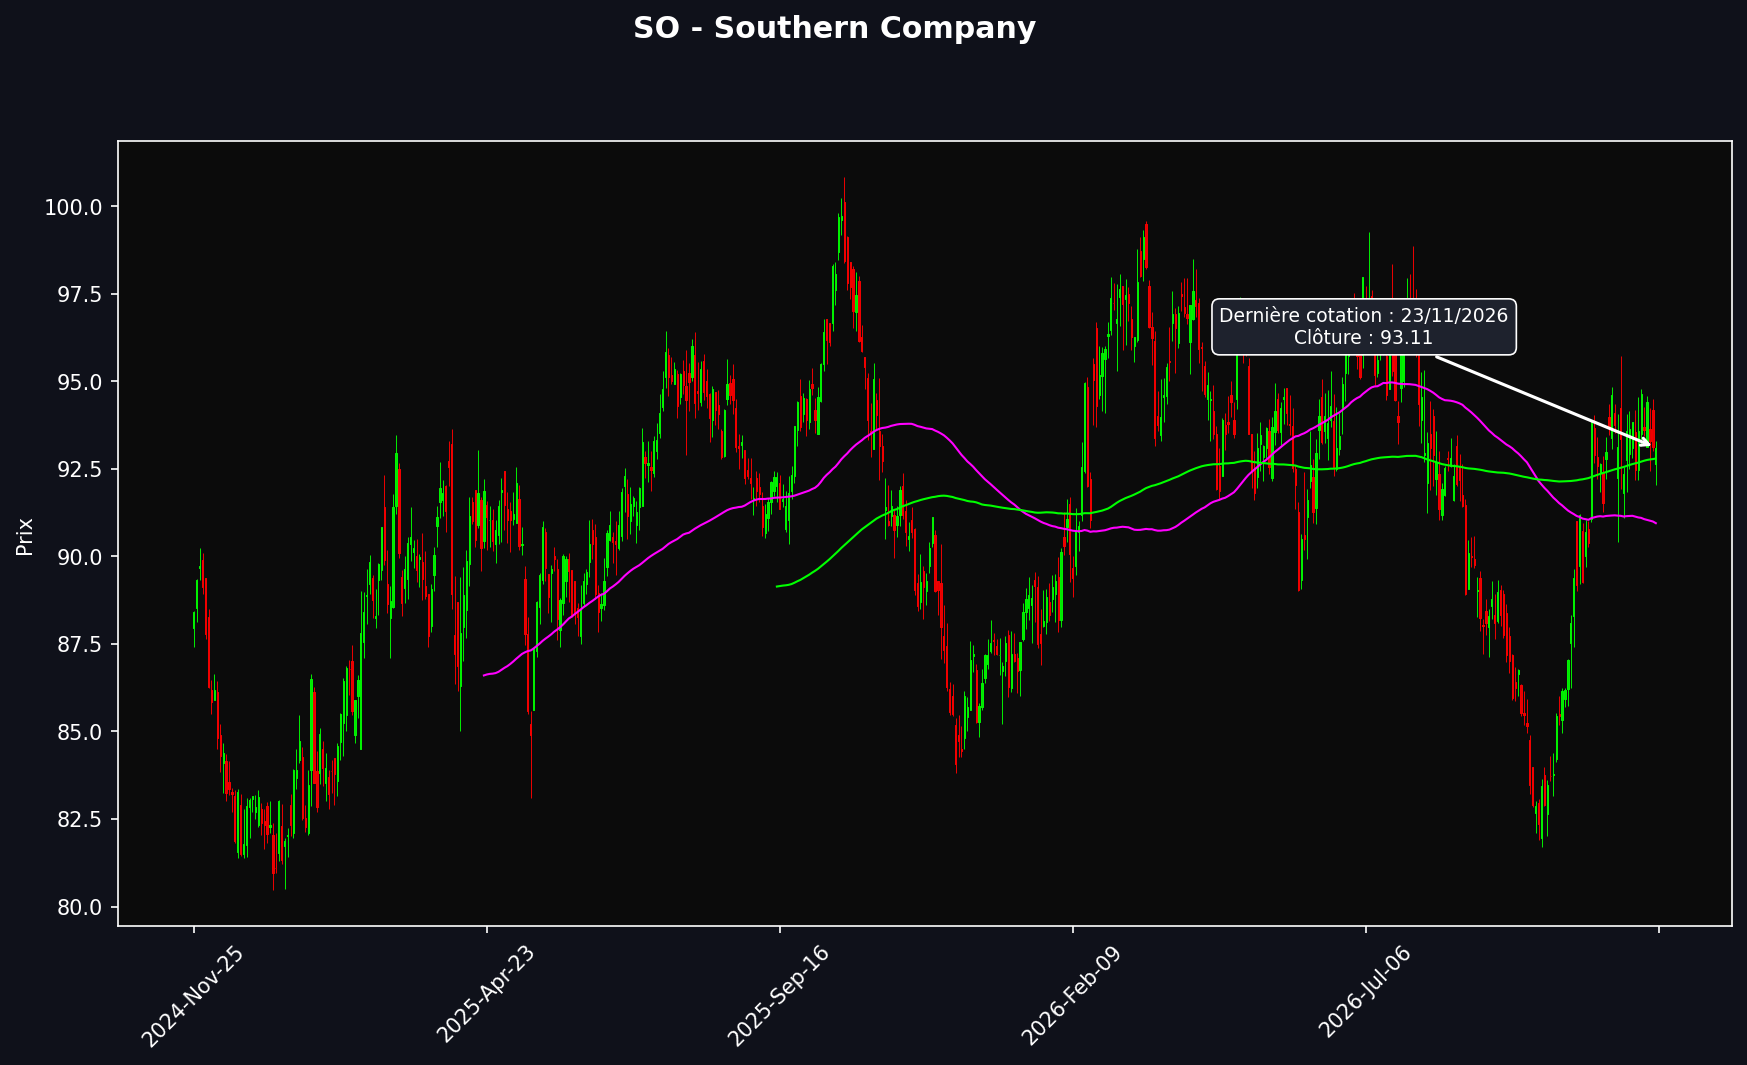 SO - Southern Company
Prix
100.0
97.5
95.0
92.5
90.0
87.5
85.0
82.5
80.0
Dernière cotation : 23/11/2026
Clôture : 93.11
2024-Nov-25
2025-Apr-23
2025-Sep-16
2026-Feb-09
2026-Jul-06